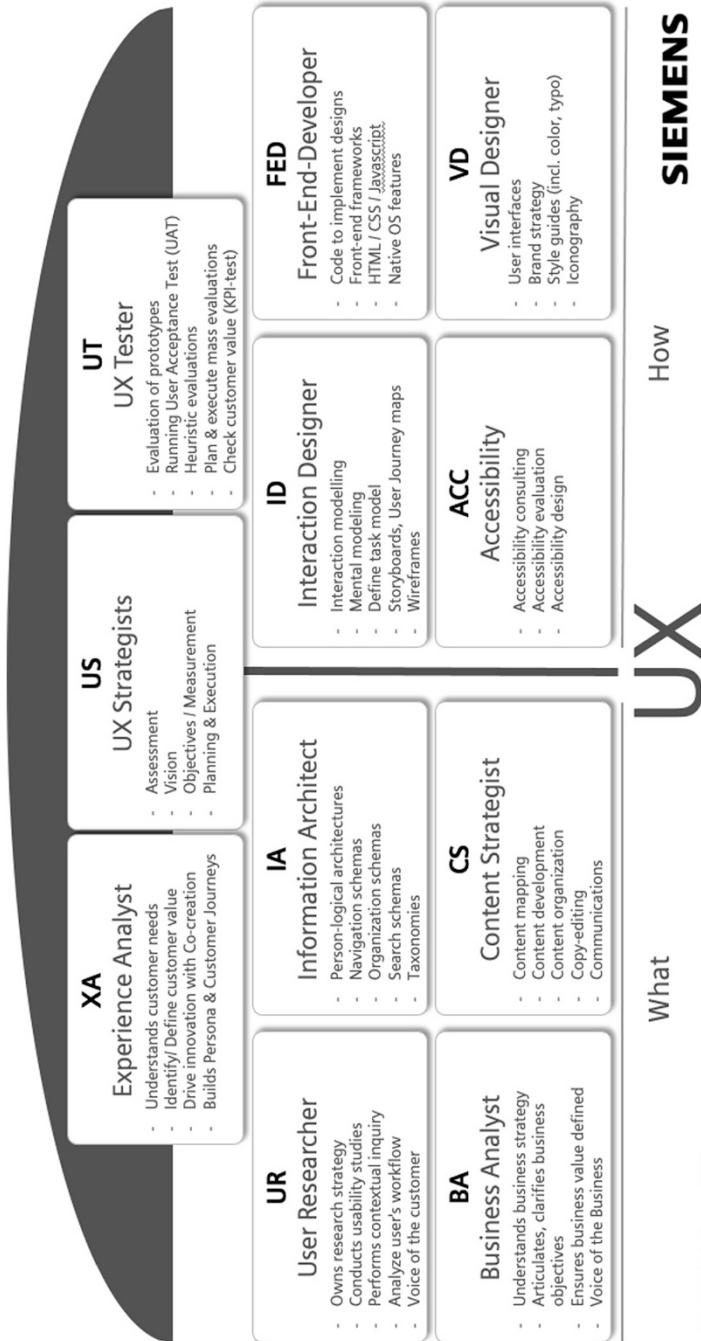 XA
Experience Analyst
- Understands customer needs
- Identify/ Define customer value
- Drive innovation with Co-creation
- Builds Persona & Customer Journeys
US
UX Strategists
- Assessment
- Vision
- Objectives / Measurement
- Planning & Execution
UT
UX Tester
- Evaluation of prototypes
- Running User Acceptance Test (UAT)
- Heuristic evaluations
- Plan & execute mass evaluations
- Check customer value (KPI-test)
UR
User Researcher
- Owns research strategy
- Conducts usability studies
- Performs contextual inquiry
- Analyze user's workflow
- Voice of the customer
IA
Information Architect
- Person-logical architectures
- Navigation schemas
- Organization schemas
- Search schemas
- Taxonomies
ID
Interaction Designer
- Interaction modelling
- Mental modeling
- Define task model
- Storyboards, User Journey maps
- Wireframes
FED
Front-End-Developer
- Code to implement designs
- Front-end frameworks
- HTML / CSS / Javascript
- Native OS features
BA
Business Analyst
- Understands business strategy
- Articulates, clarifies business
objectives
- Ensures business value defined
- Voice of the Business
CS
Content Strategist
- Content mapping
- Content development
- Content organization
- Copy-editing
- Communications
ACC
Accessibility
- Accessibility consulting
- Accessibility evaluation
- Accessibility design
VD
Visual Designer
- User interfaces
- Brand strategy
- Style guides (incl. color, typo)
- Iconography
What
UX
How
SIEMENS